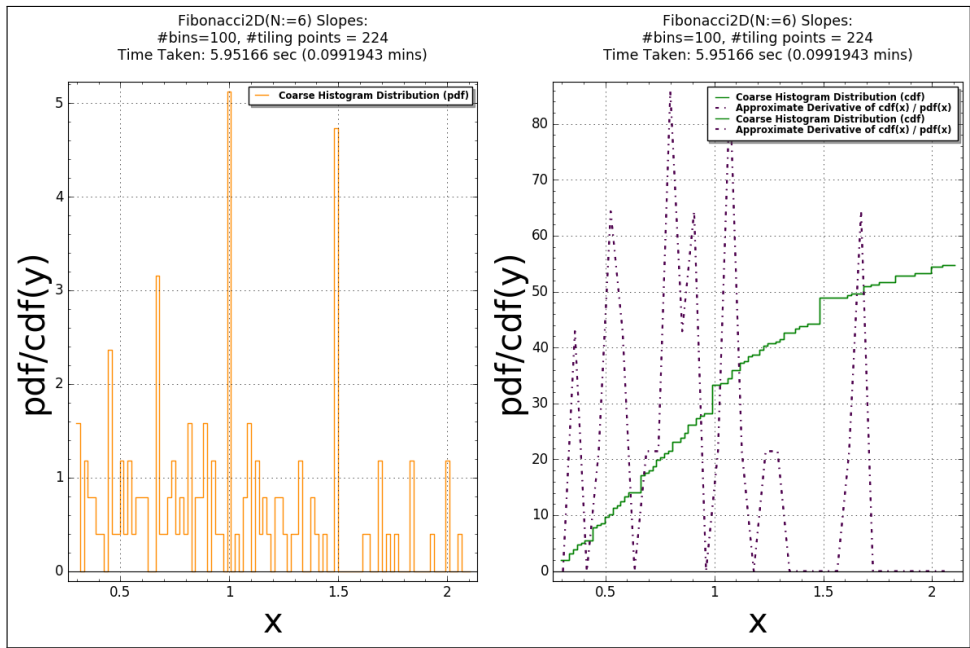 Fibonacci2D(N:=6) Slopes:
#bins=100, #tiling points = 224
Time Taken: 5.95166 sec (0.0991943 mins)
Coarse Histogram Distribution (pdf)
5
4
3
2
1
0
0.5
1
1.5
2
pdf/cdf(y)
x
Fibonacci2D(N:=6) Slopes:
#bins=100, #tiling points = 224
Time Taken: 5.95166 sec (0.0991943 mins)
Coarse Histogram Distribution (cdf)
Approximate Derivative of cdf(x) / pdf(x)
Coarse Histogram Distribution (cdf)
Approximate Derivative of cdf(x) / pdf(x)
80
70
60
50
40
30
20
10
0
0.5
1
1.5
2
pdf/cdf(y)
x